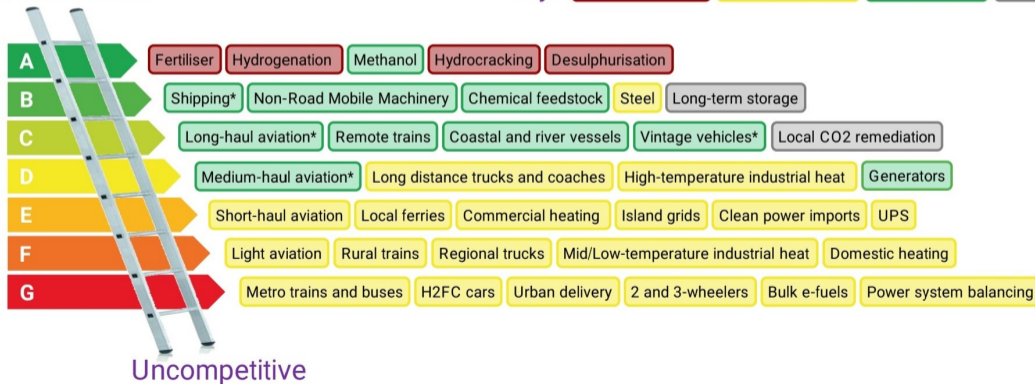 A Fertiliser Hydrogenation Methanol Hydrocracking Desulphurisation
B Shipping* Non-Road Mobile Machinery Chemical feedstock Steel Long-term storage
C Long-haul aviation* Remote trains Coastal and river vessels Vintage vehicles* Local CO2 remediation
D Medium-haul aviation* Long distance trucks and coaches High-temperature industrial heat Generators
E Short-haul aviation Local ferries Commercial heating Island grids Clean power imports UPS
F Light aviation Rural trains Regional trucks Mid/Low-temperature industrial heat Domestic heating
G Metro trains and buses H2FC cars Urban delivery 2 and 3-wheelers Bulk e-fuels Power system balancing
Uncompetitive